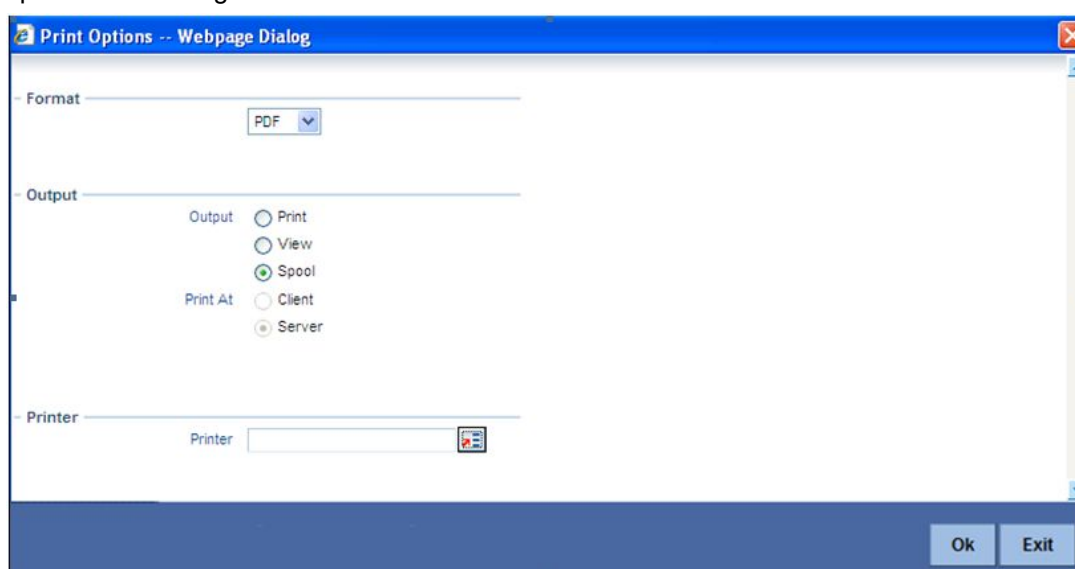 Print Options -- Webpage Dialog
Format
PDF
Output
Output Print
View
Spool
Print At Client
Server
Printer
Printer
Ok Exit